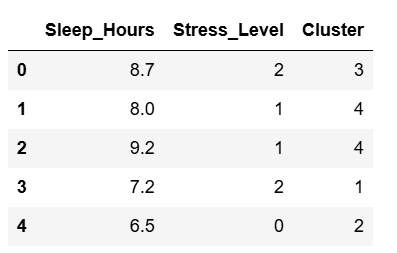 Sleep_Hours Stress_Level Cluster
0 8.7 2 3
1 8.0 1 4
2 9.2 1 4
3 7.2 2 1
4 6.5 0 2